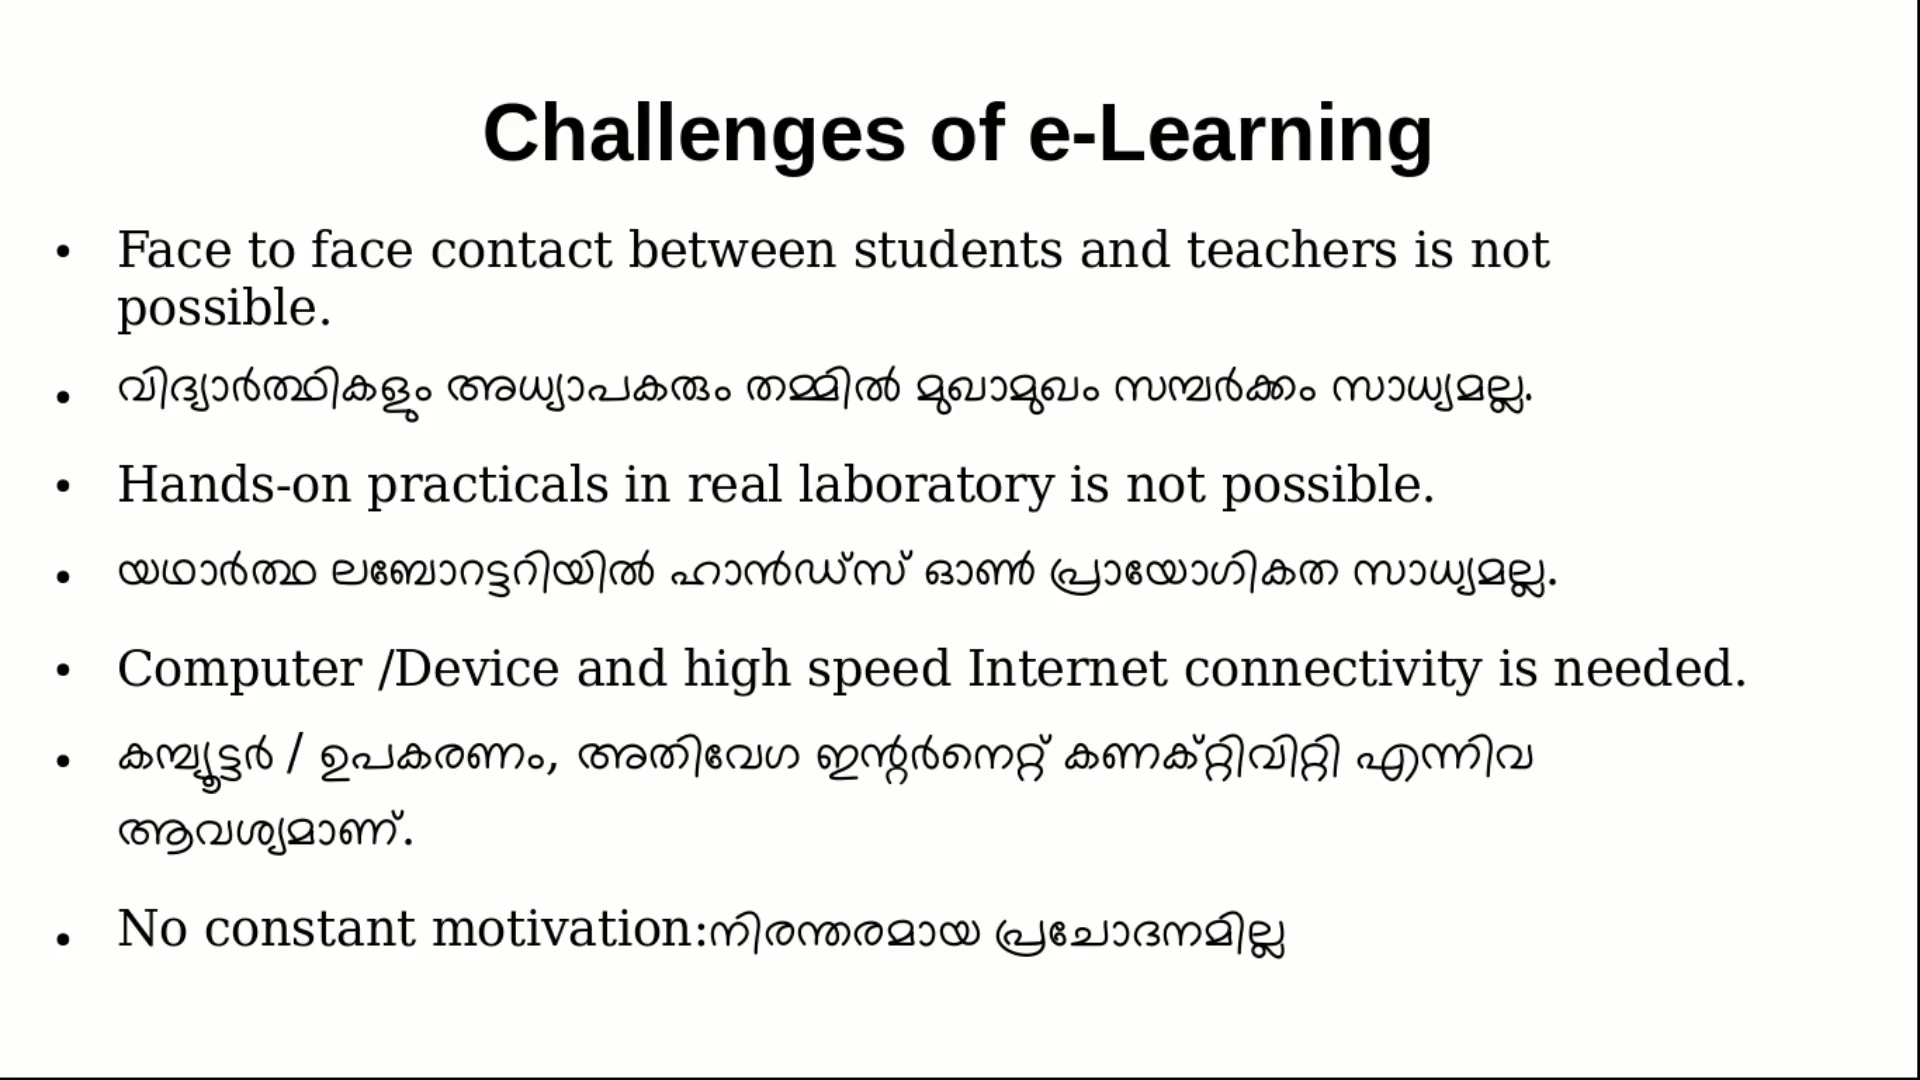 Challenges of e-Learning
• Face to face contact between students and teachers is not
possible.
• വിദ്യാർത്ഥികളും അധ്യാപകരും തമ്മിൽ മുഖാമുഖം സമ്പർക്കം സാധ്യമല്ല.
• Hands-on practicals in real laboratory is not possible.
• യഥാർത്ഥ ലബോറട്ടറിയിൽ ഹാൻഡ്സ് ഓൺ പ്രായോഗികത സാധ്യമല്ല.
• Computer /Device and high speed Internet connectivity is needed.
• കമ്പ്യൂട്ടർ / ഉപകരണം, അതിവേഗ ഇന്റർനെറ്റ് കണക്റ്റിവിറ്റി എന്നിവ
ആവശ്യമാണ്.
• No constant motivation:നിരന്തരമായ പ്രചോദനമില്ല